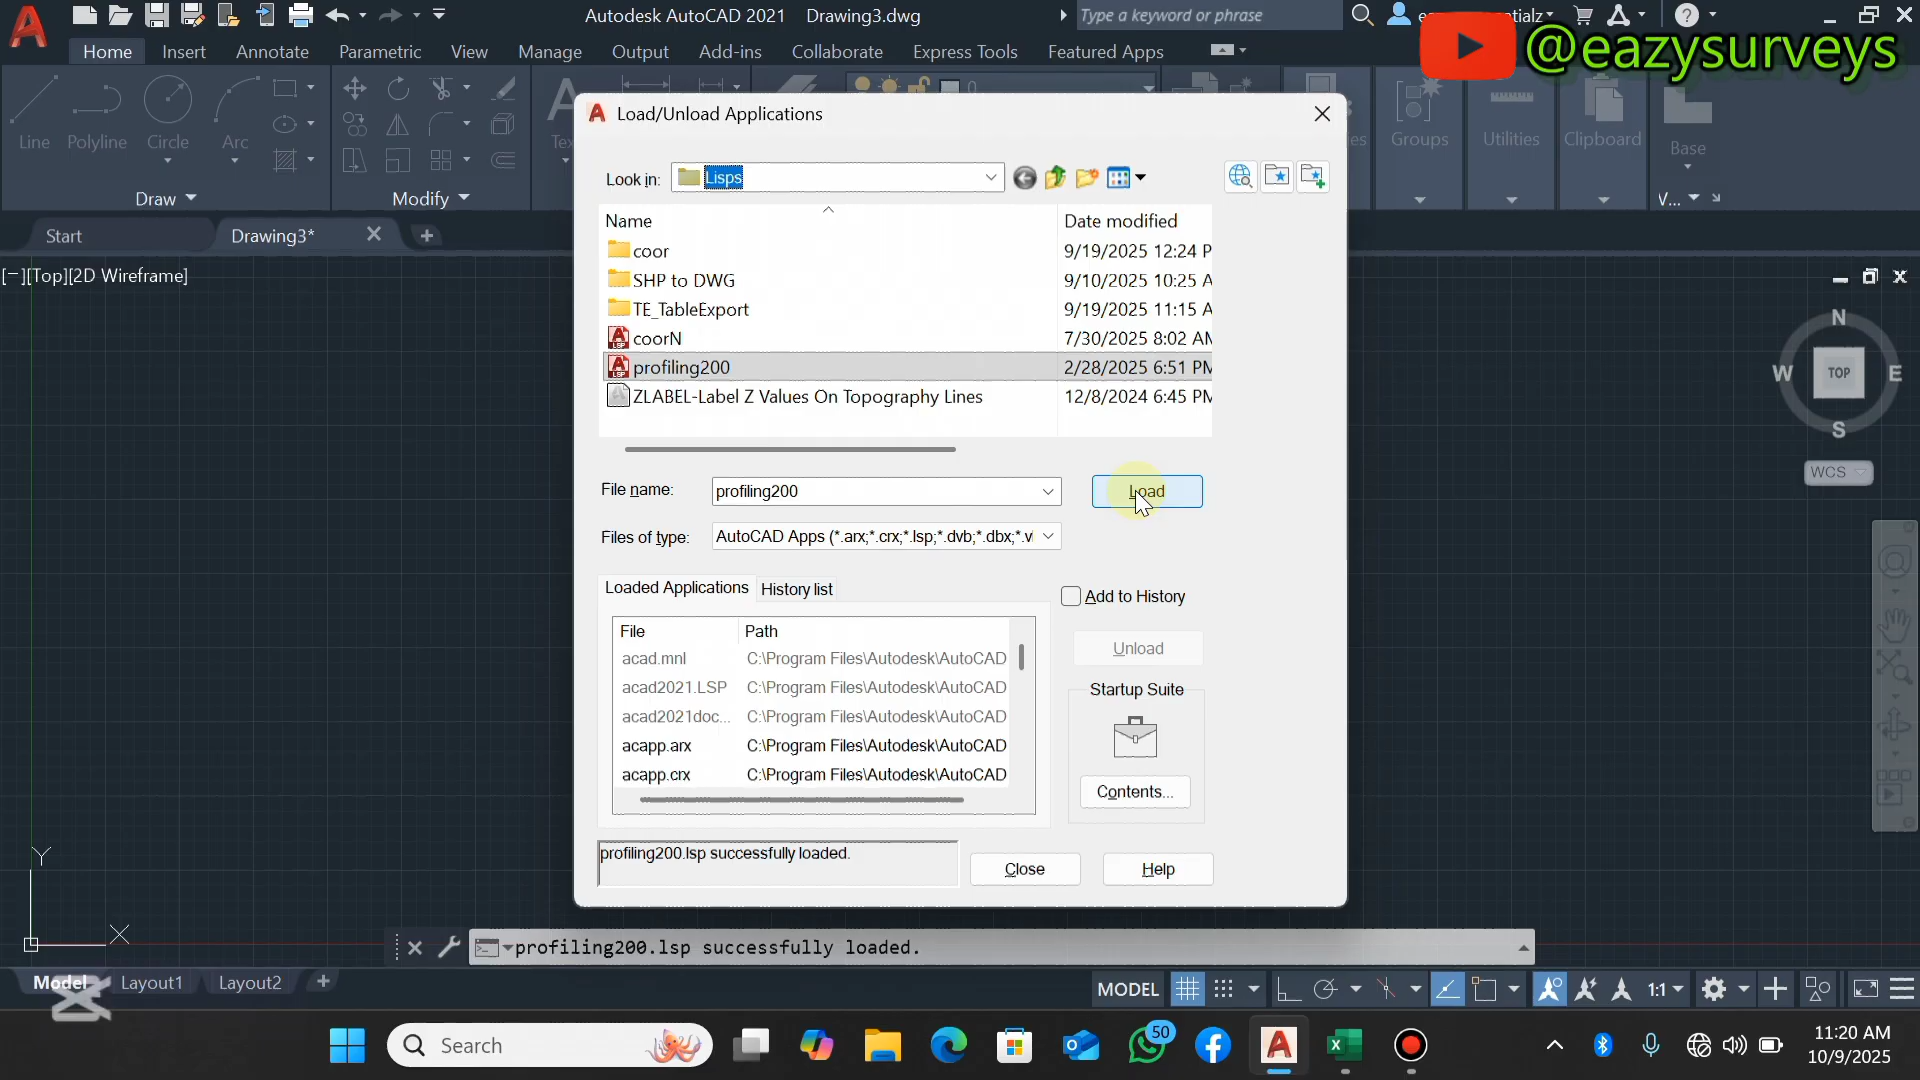 Autodesk AutoCAD 2021 Drawing3.dwg
Type a keyword or phrase
@eazysurveys
Home Insert Annotate Parametric View Manage Output Add-ins Collaborate Express Tools Featured Apps
Line Polyline Circle Arc
Groups Utilities Clipboard Base
Draw Modify V...
Start Drawing3*
[−][Top][2D Wireframe]
Load/Unload Applications
Look in: Lisps
Name Date modified
coor 9/19/2025 12:24 P
SHP to DWG 9/10/2025 10:25 A
TE_TableExport 9/19/2025 11:15 A
coorN 7/30/2025 8:02 AM
profiling200 2/28/2025 6:51 PM
ZLABEL-Label Z Values On Topography Lines 12/8/2024 6:45 PM
File name: profiling200 Load
Files of type: AutoCAD Apps (*.arx;*.crx;*.lsp;*.dvb;*.dbx;*.vl
Loaded Applications History list
Add to History
File Path
acad.mnl C:\Program Files\Autodesk\AutoCAD
acad2021.LSP C:\Program Files\Autodesk\AutoCAD
acad2021doc... C:\Program Files\Autodesk\AutoCAD
acapp.arx C:\Program Files\Autodesk\AutoCAD
acapp.crx C:\Program Files\Autodesk\AutoCAD
Unload
Startup Suite
Contents...
profiling200.lsp successfully loaded.
Close Help
N
W TOP E
S
WCS
Y
X
profiling200.lsp successfully loaded.
Model Layout1 Layout2
MODEL 1:1
Search
50
11:20 AM
10/9/2025